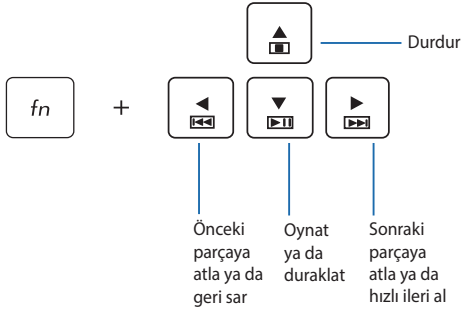 Durdur
fn
+
Önceki
parçaya
atla ya da
geri sar
Oynat
ya da
duraklat
Sonraki
parçaya
atla ya da
hızlı ileri al